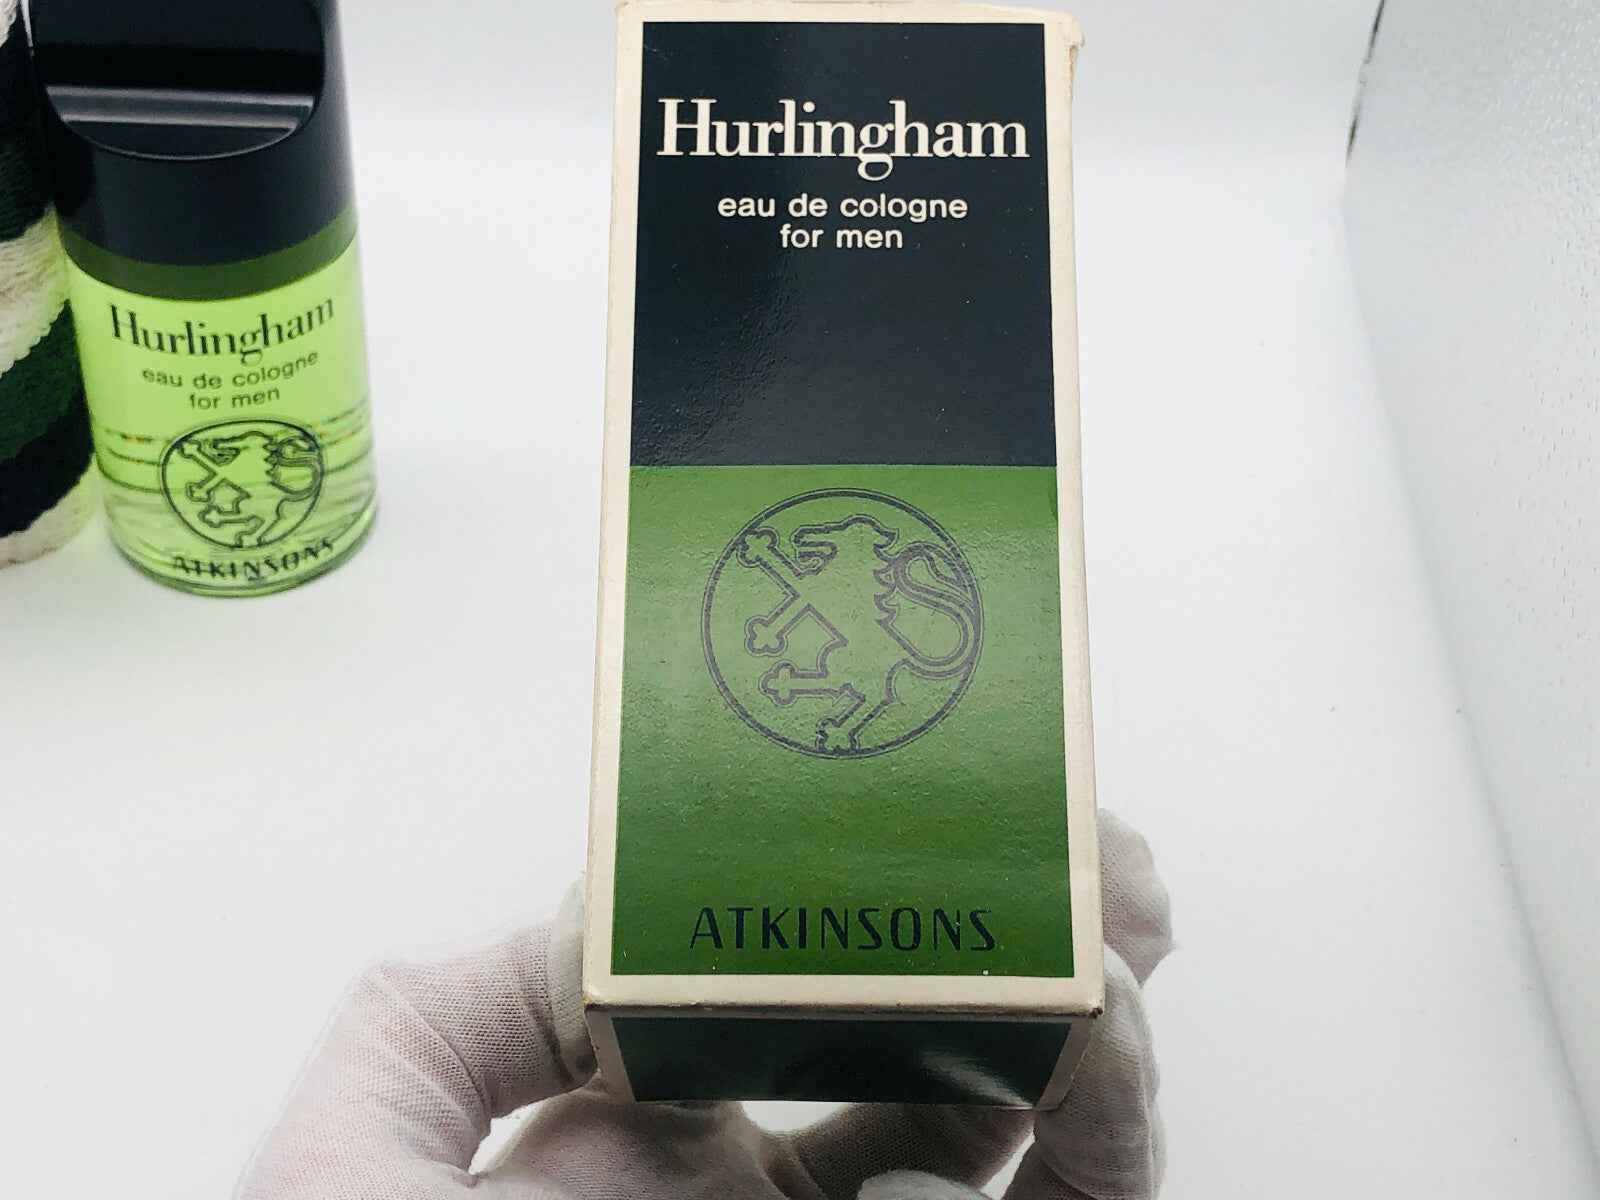 Hurlingham
eau de cologne
for men
ATKINSONS
Hurlingham
eau de cologne
for men
ATKINSONS